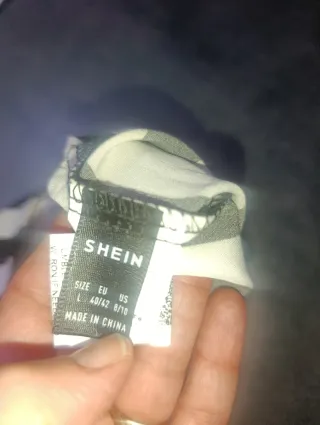 SHEIN
SIZE EU US
L 40/42 8/10
MADE IN CHINA